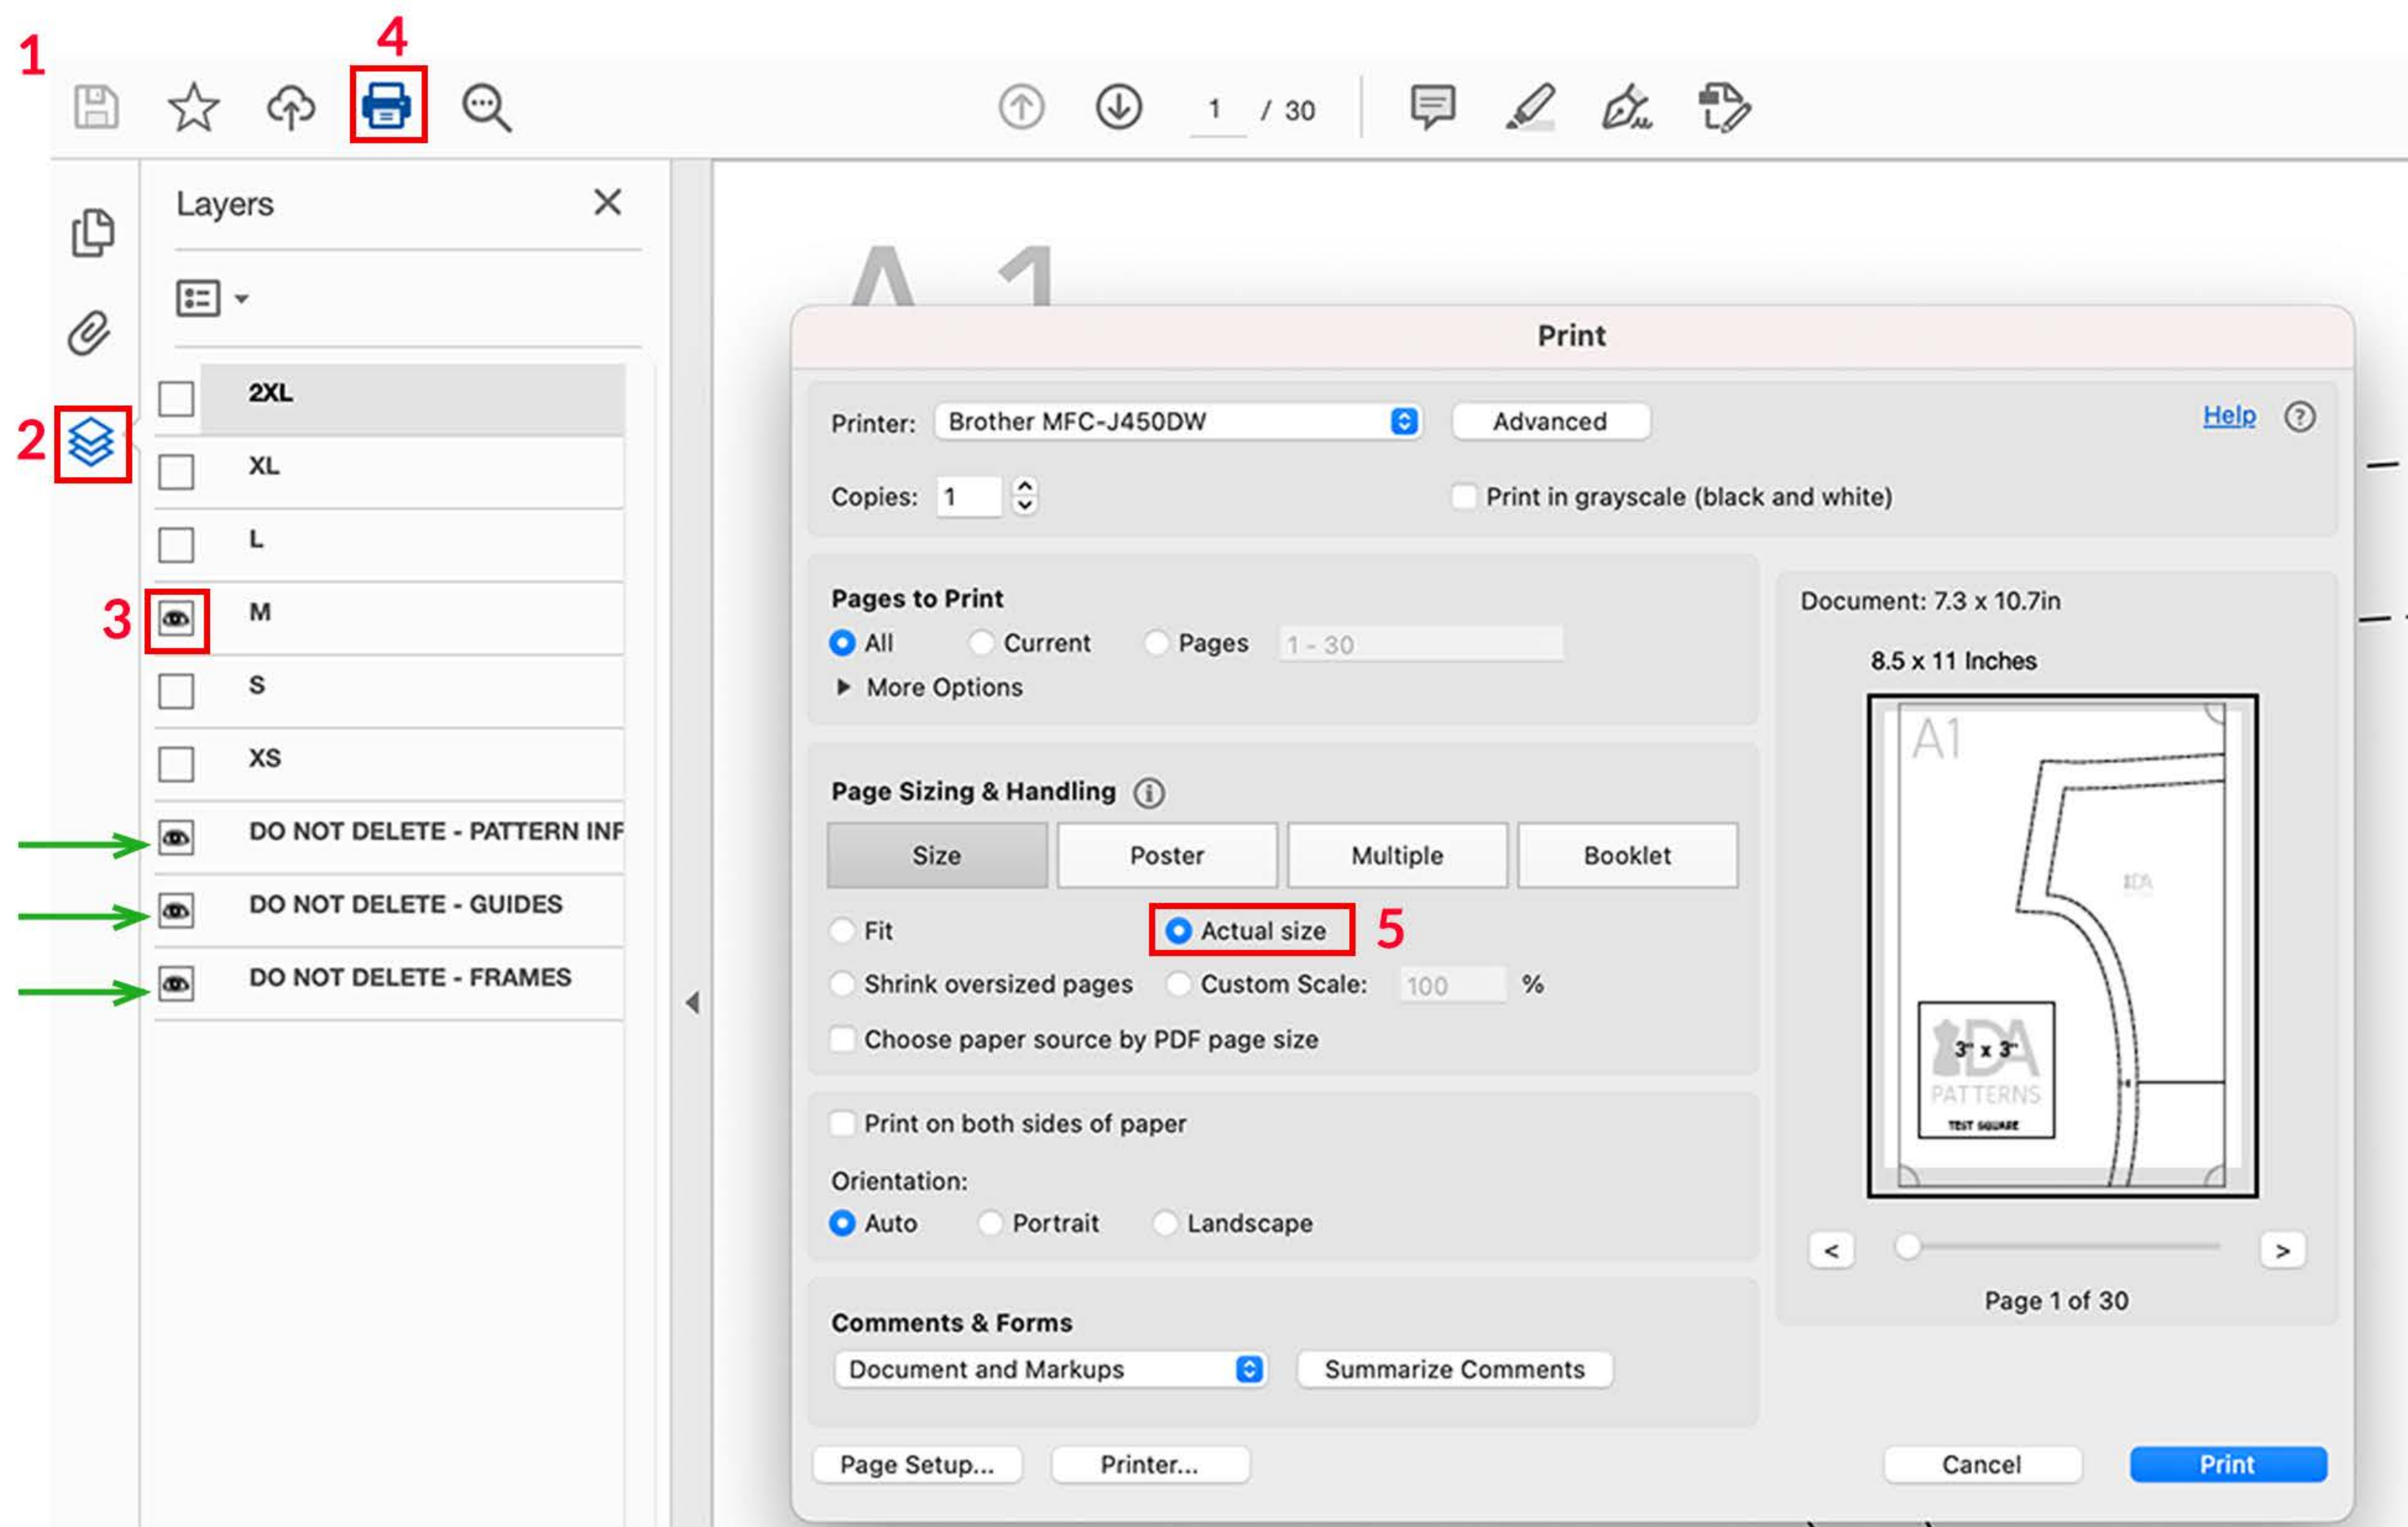 1
4
1 / 30
Layers
A 1
2XL
2
XL
L
3
M
S
XS
DO NOT DELETE - PATTERN INF
DO NOT DELETE - GUIDES
DO NOT DELETE - FRAMES
Print
Printer: Brother MFC-J450DW Advanced
Help ?
Copies: 1
Print in grayscale (black and white)
Pages to Print
All Current Pages 1 - 30
More Options
Page Sizing & Handling i
Size Poster Multiple Booklet
Fit Actual size 5
Shrink oversized pages Custom Scale: 100 %
Choose paper source by PDF page size
Print on both sides of paper
Orientation:
Auto Portrait Landscape
Comments & Forms
Document and Markups Summarize Comments
Page Setup... Printer...
Document: 7.3 x 10.7in
8.5 x 11 Inches
A1
DA
DA
3" x 3"
PATTERNS
TEST SQUARE
< >
Page 1 of 30
Cancel Print